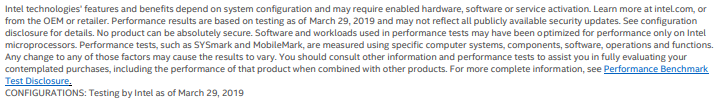 Intel technologies' features and benefits depend on system configuration and may require enabled hardware, software or service activation. Learn more at intel.com, or
from the OEM or retailer. Performance results are based on testing as of March 29, 2019 and may not reflect all publicly available security updates. See configuration
disclosure for details. No product can be absolutely secure. Software and workloads used in performance tests may have been optimized for performance only on Intel
microprocessors. Performance tests, such as SYSmark and MobileMark, are measured using specific computer systems, components, software, operations and functions.
Any change to any of those factors may cause the results to vary. You should consult other information and performance tests to assist you in fully evaluating your
contemplated purchases, including the performance of that product when combined with other products. For more complete information, see Performance Benchmark
Test Disclosure.
CONFIGURATIONS: Testing by Intel as of March 29, 2019